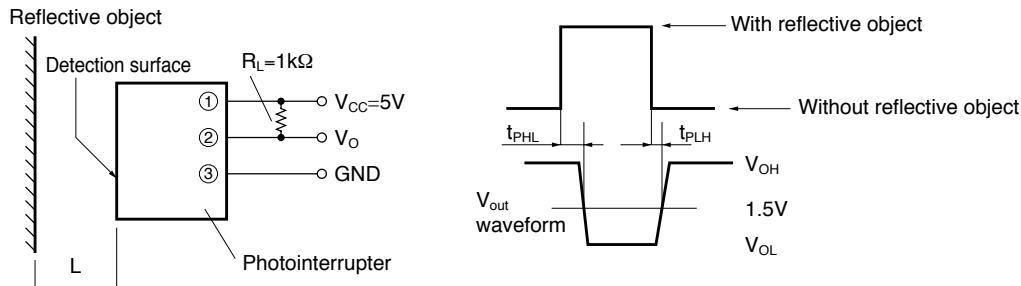 Reflective object
Detection surface
R_L=1kΩ
① V_CC=5V
② V_O
③ GND
Photointerrupter
L
With reflective object
Without reflective object
t_PHL t_PLH
V_OH
V_out
waveform
1.5V
V_OL